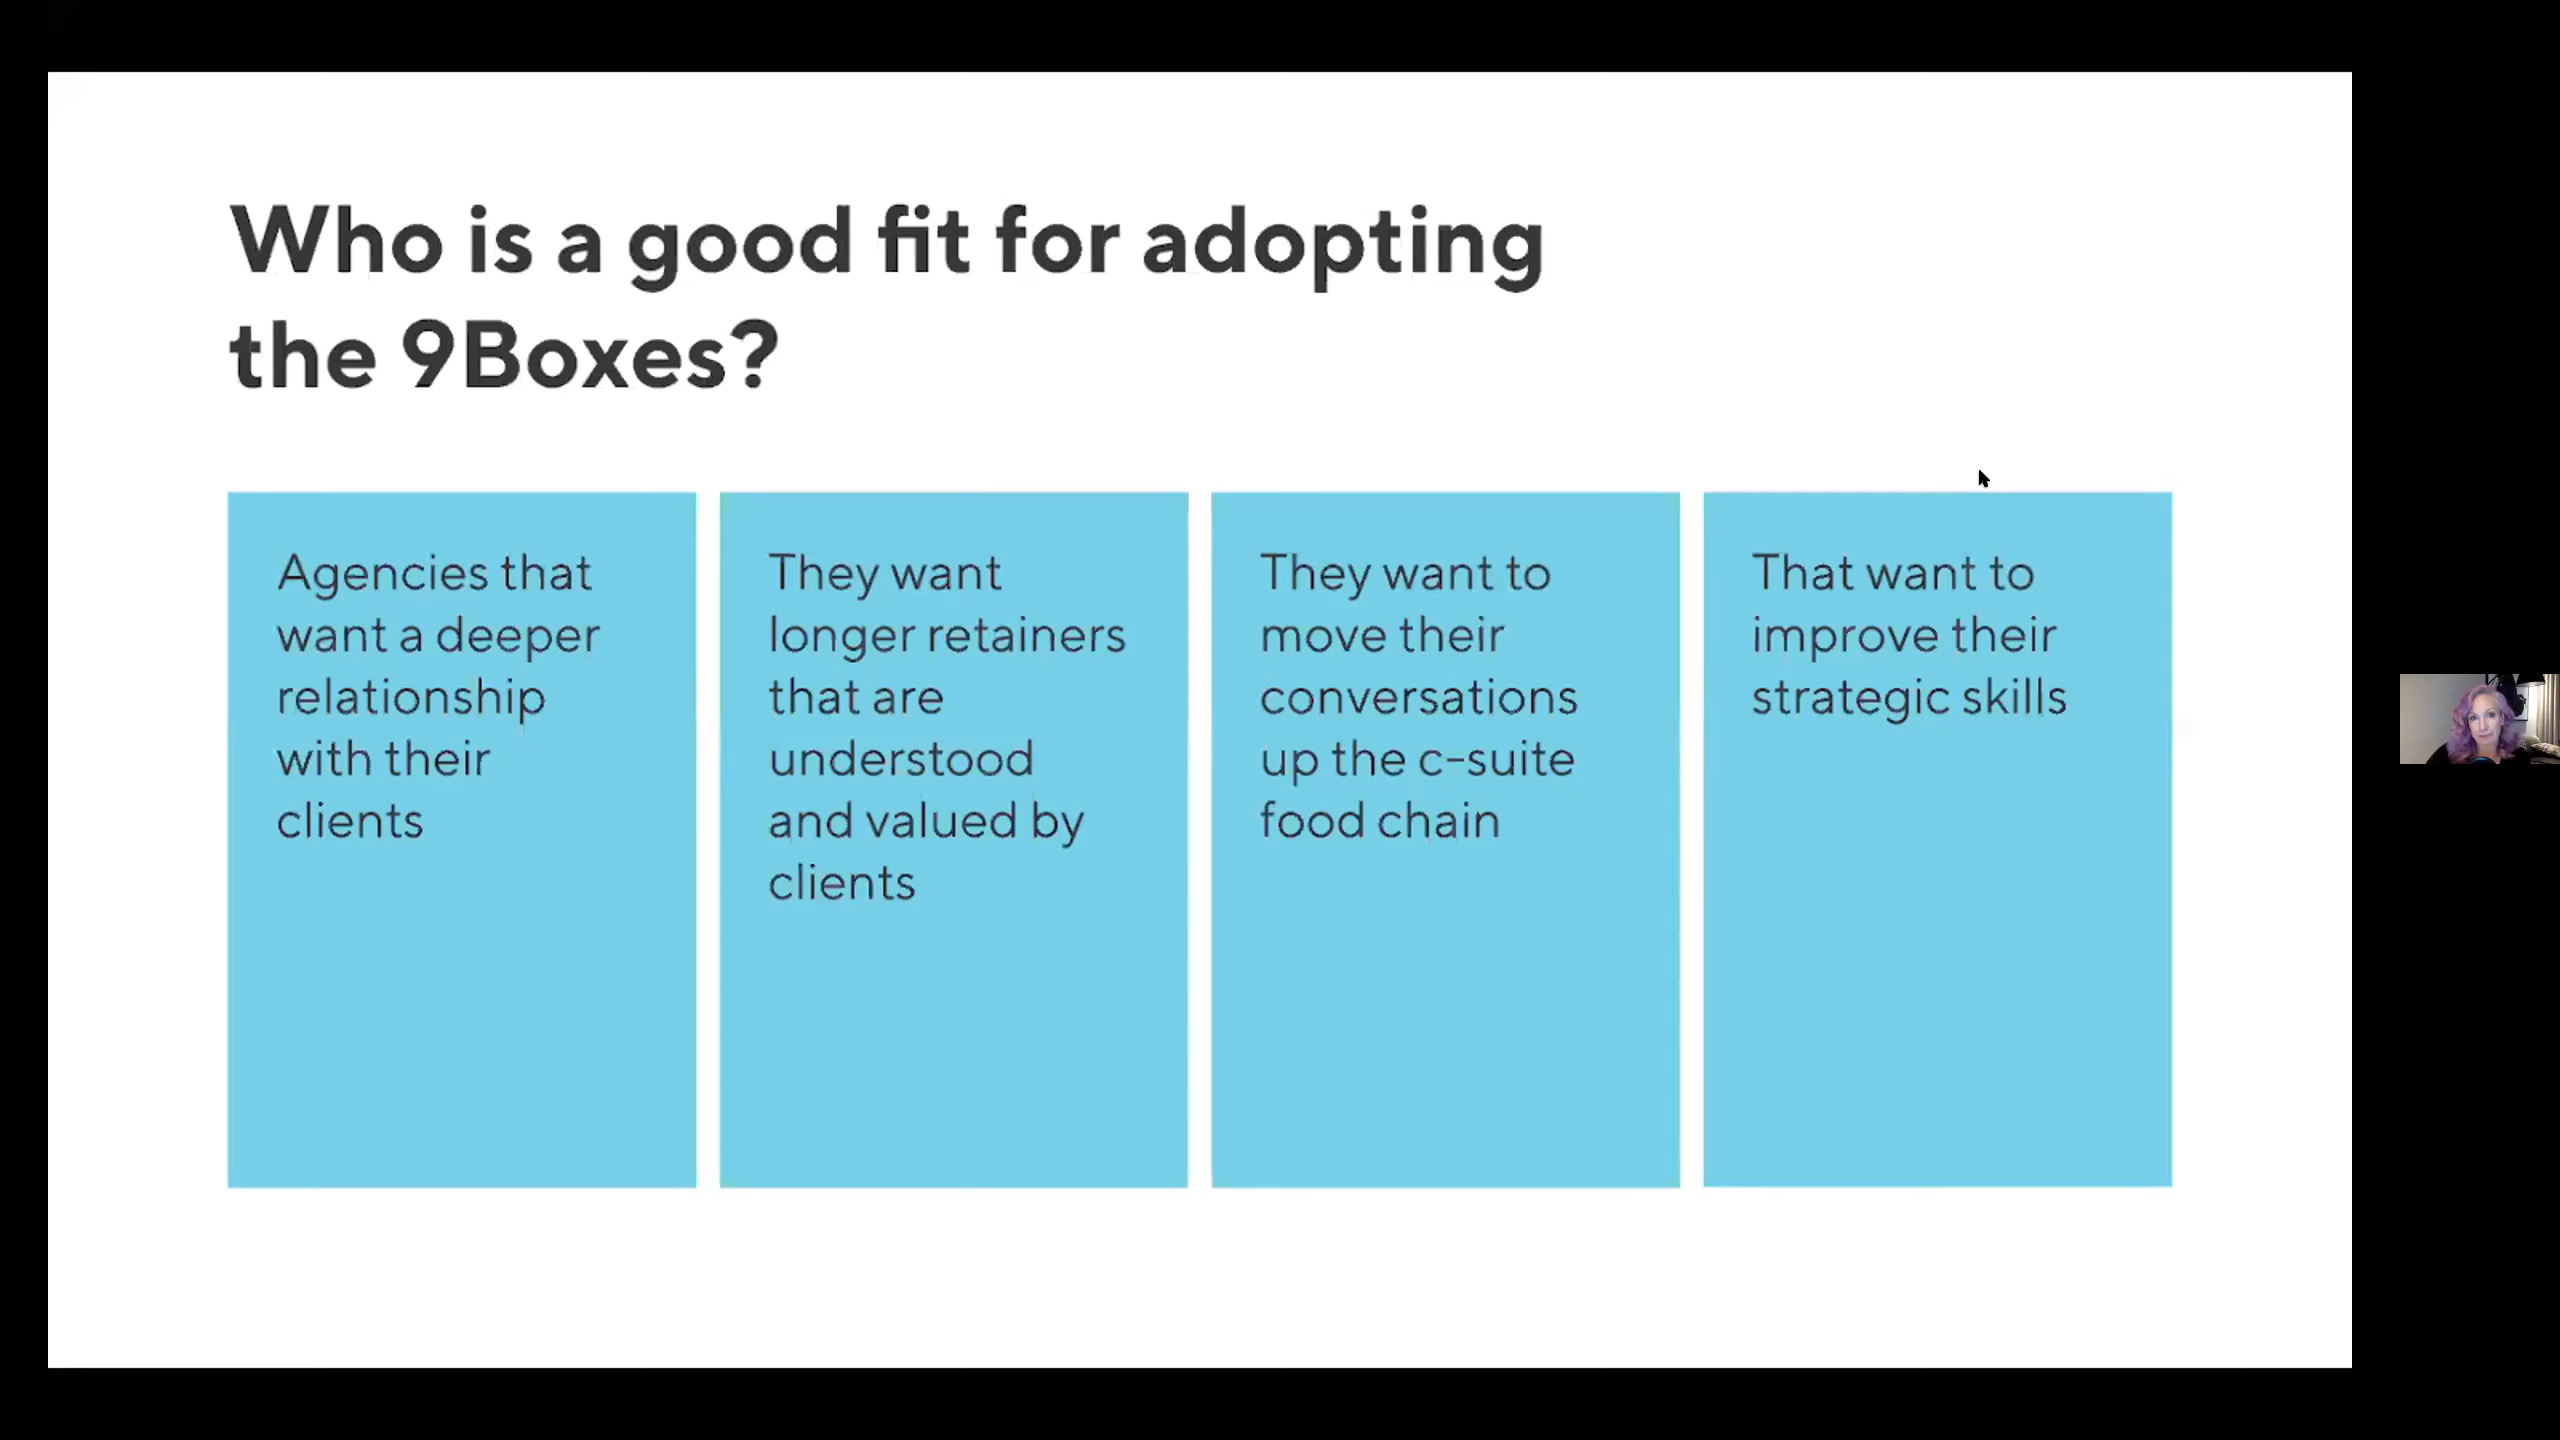 Who is a good fit for adopting
the 9Boxes?
Agencies that
want a deeper
relationship
with their
clients
They want
longer retainers
that are
understood
and valued by
clients
They want to
move their
conversations
up the c-suite
food chain
That want to
improve their
strategic skills